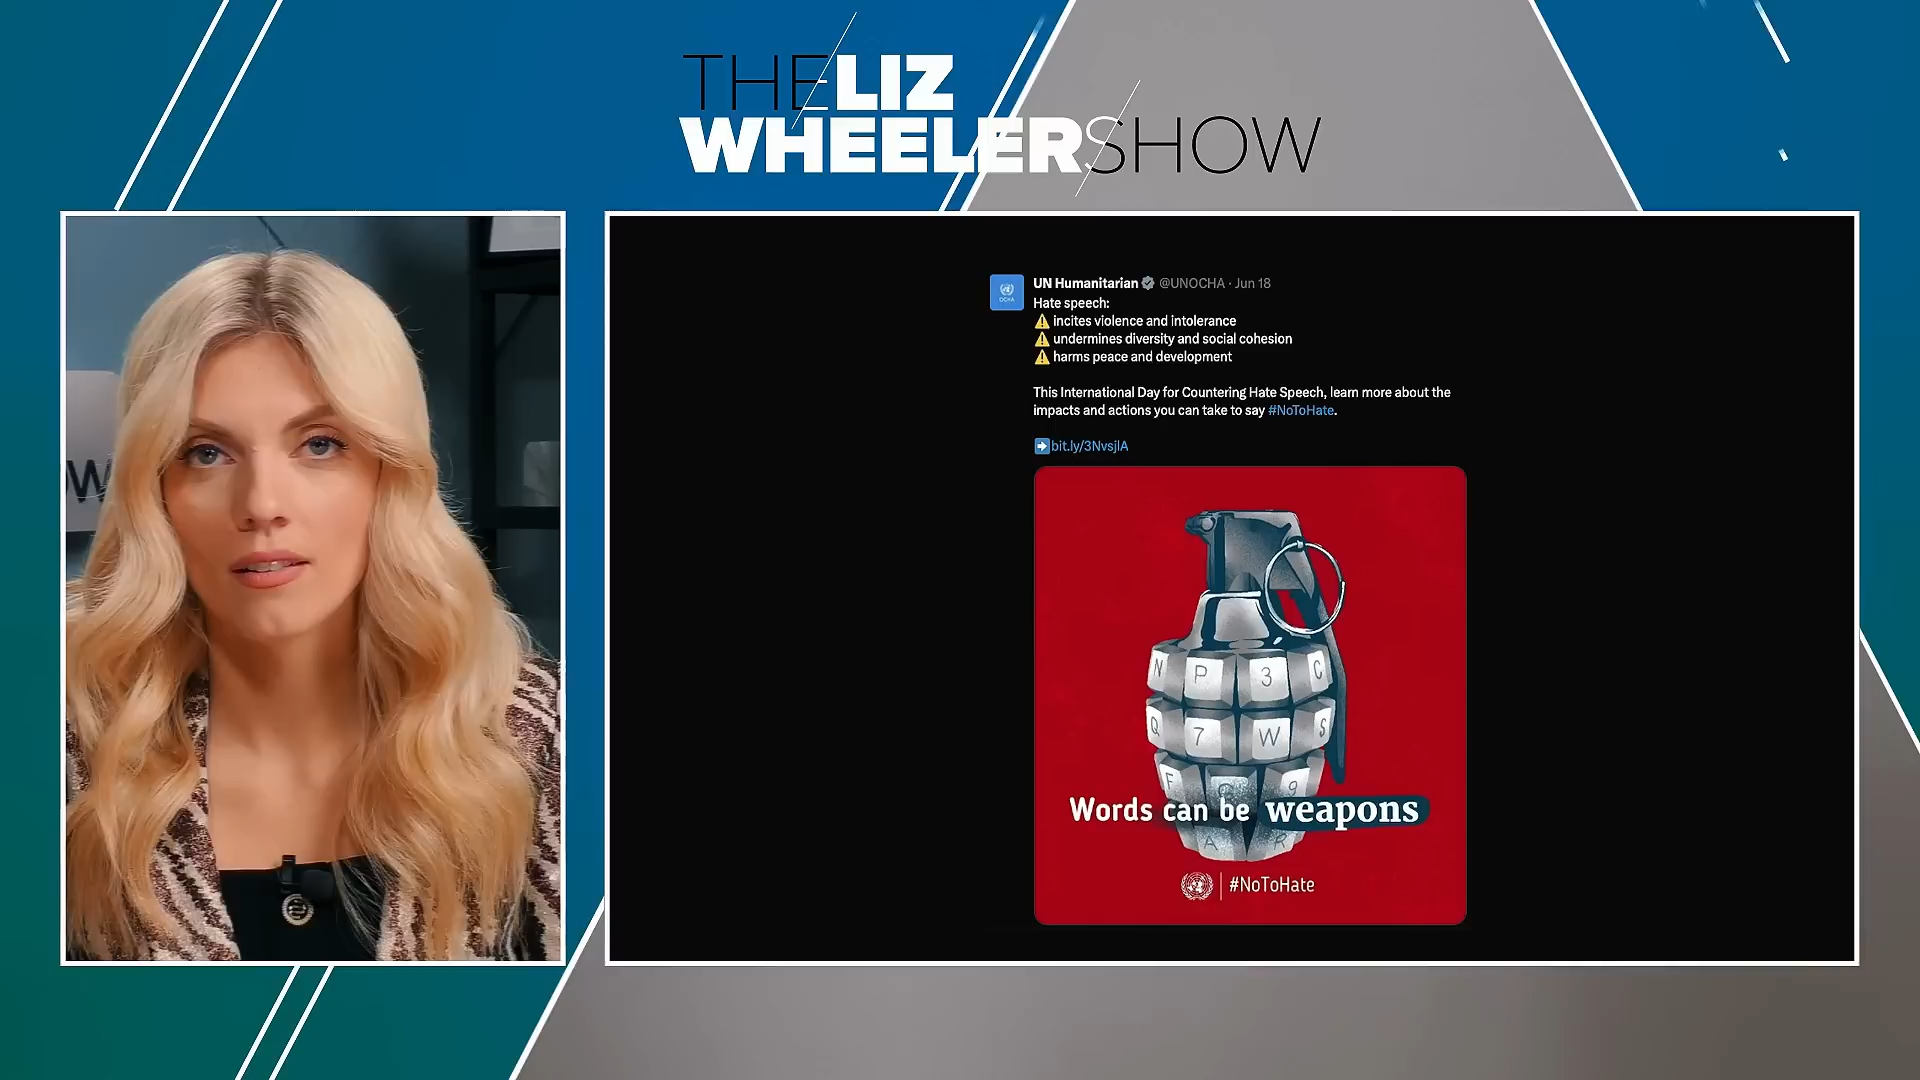 THE LIZ
WHEELER SHOW
W
UN Humanitarian @UNOCHA · Jun 18
OCHA
Hate speech:
incites violence and intolerance
undermines diversity and social cohesion
harms peace and development
This International Day for Countering Hate Speech, learn more about the
impacts and actions you can take to say #NoToHate.
bit.ly/3NvsjlA
N P 3 C
Q 7 W S
F 9
Words can be weapons
A R
#NoToHate